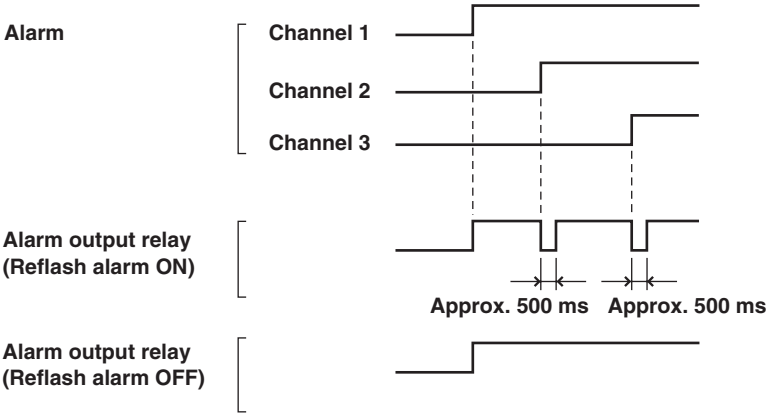 Alarm
Channel 1
Channel 2
Channel 3
Alarm output relay
(Reflash alarm ON)
Approx. 500 ms
Approx. 500 ms
Alarm output relay
(Reflash alarm OFF)